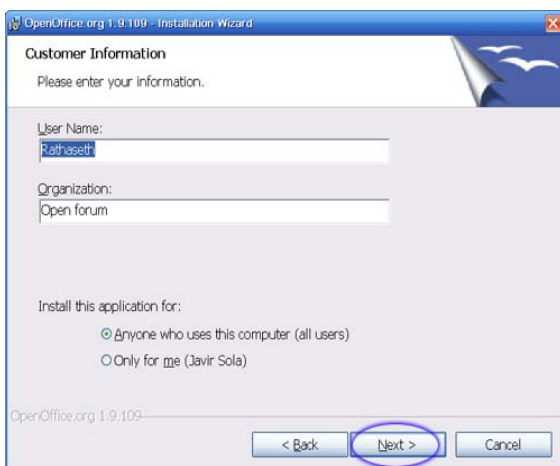 OpenOffice.org 1.9.109 - Installation Wizard
Customer Information
Please enter your information.
User Name:
Rathaseth
Organization:
Open forum
Install this application for:
Anyone who uses this computer (all users)
Only for me (Javir Sola)
OpenOffice.org 1.9.109
< Back
Next >
Cancel